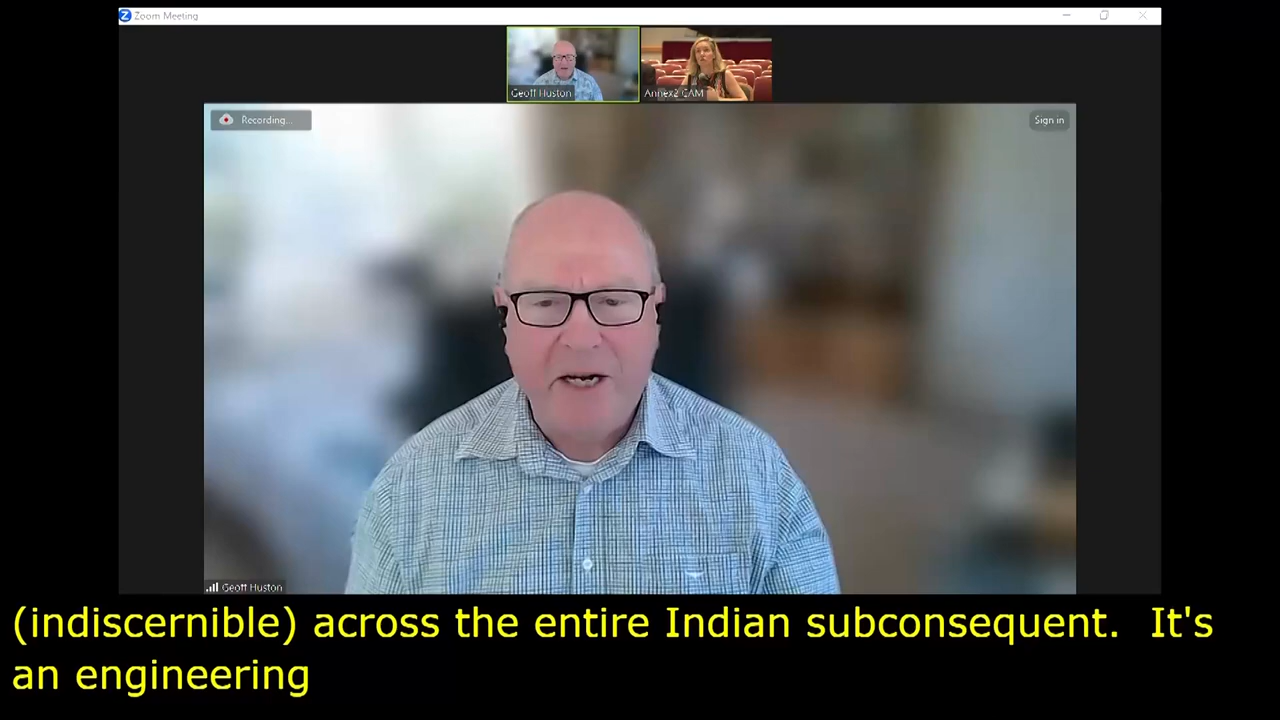 Zoom Meeting
Geoff Huston
Annex2 CAM
Recording...
Sign in
Geoff Huston
(indiscernible) across the entire Indian subconsequent.  It's
an engineering